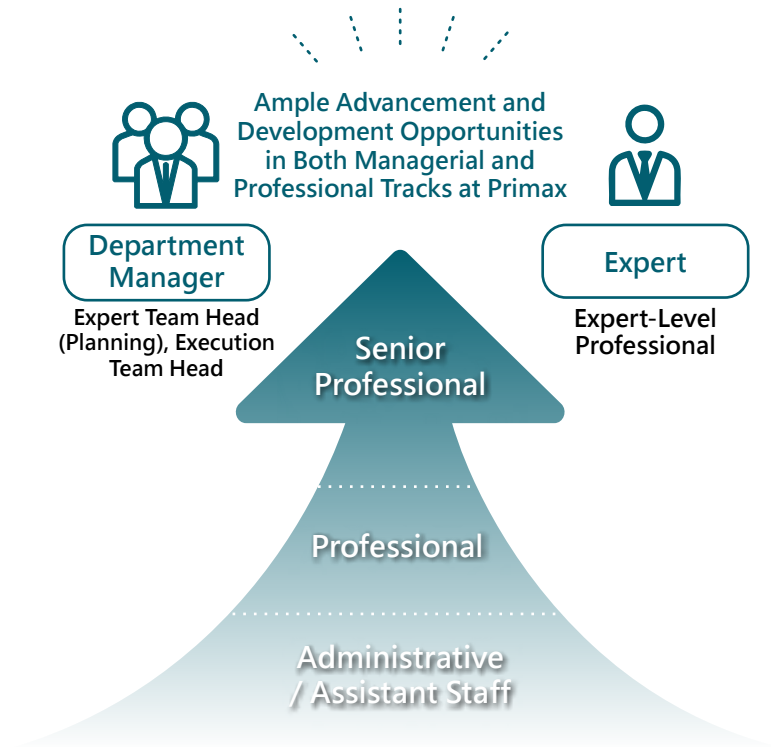 Ample Advancement and
Development Opportunities
in Both Managerial and
Professional Tracks at Primax
Department
Manager
Expert Team Head
(Planning), Execution
Team Head
Expert
Expert-Level
Professional
Senior
Professional
Professional
Administrative
/ Assistant Staff